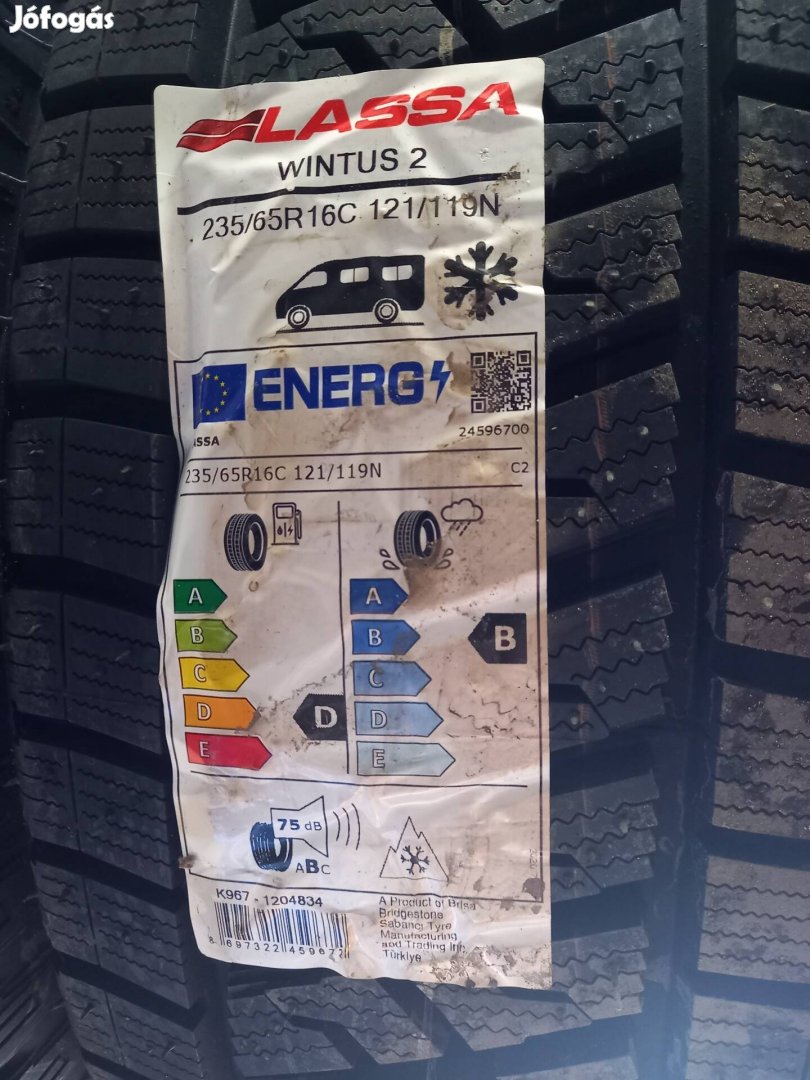 Jófogás
LASSA
WINTUS 2
235/65R16C 121/119N
ENERG
24596700
235/65R16C 121/119N C2
A A
B B B
C C
D D D
E E
75 dB
ABC
K967 - 1204834
A Product of Brisa
Bridgestone
Sabancı Tyre
Manufacturing
and Trading Inc.
Türkiye